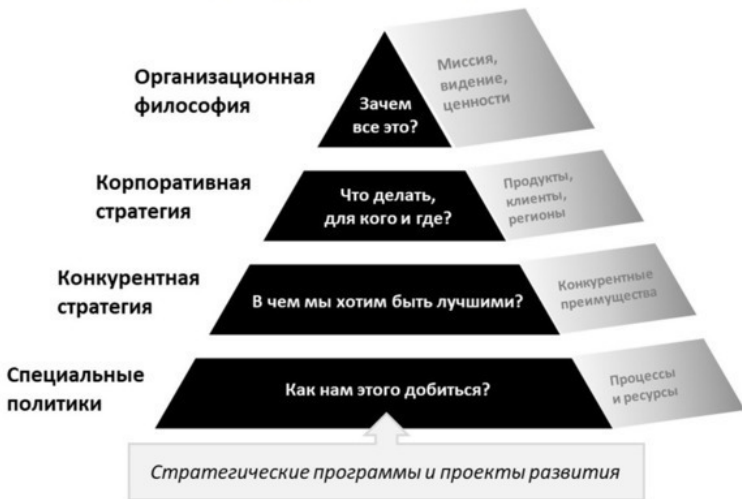 Организационная
философия
Зачем
все это?
Миссия,
видение,
ценности
Корпоративная
стратегия
Что делать,
для кого и где?
Продукты,
клиенты,
регионы
Конкурентная
стратегия
В чем мы хотим быть лучшими?
Конкурентные
преимущества
Специальные
политики
Как нам этого добиться?
Процессы
и ресурсы
Стратегические программы и проекты развития